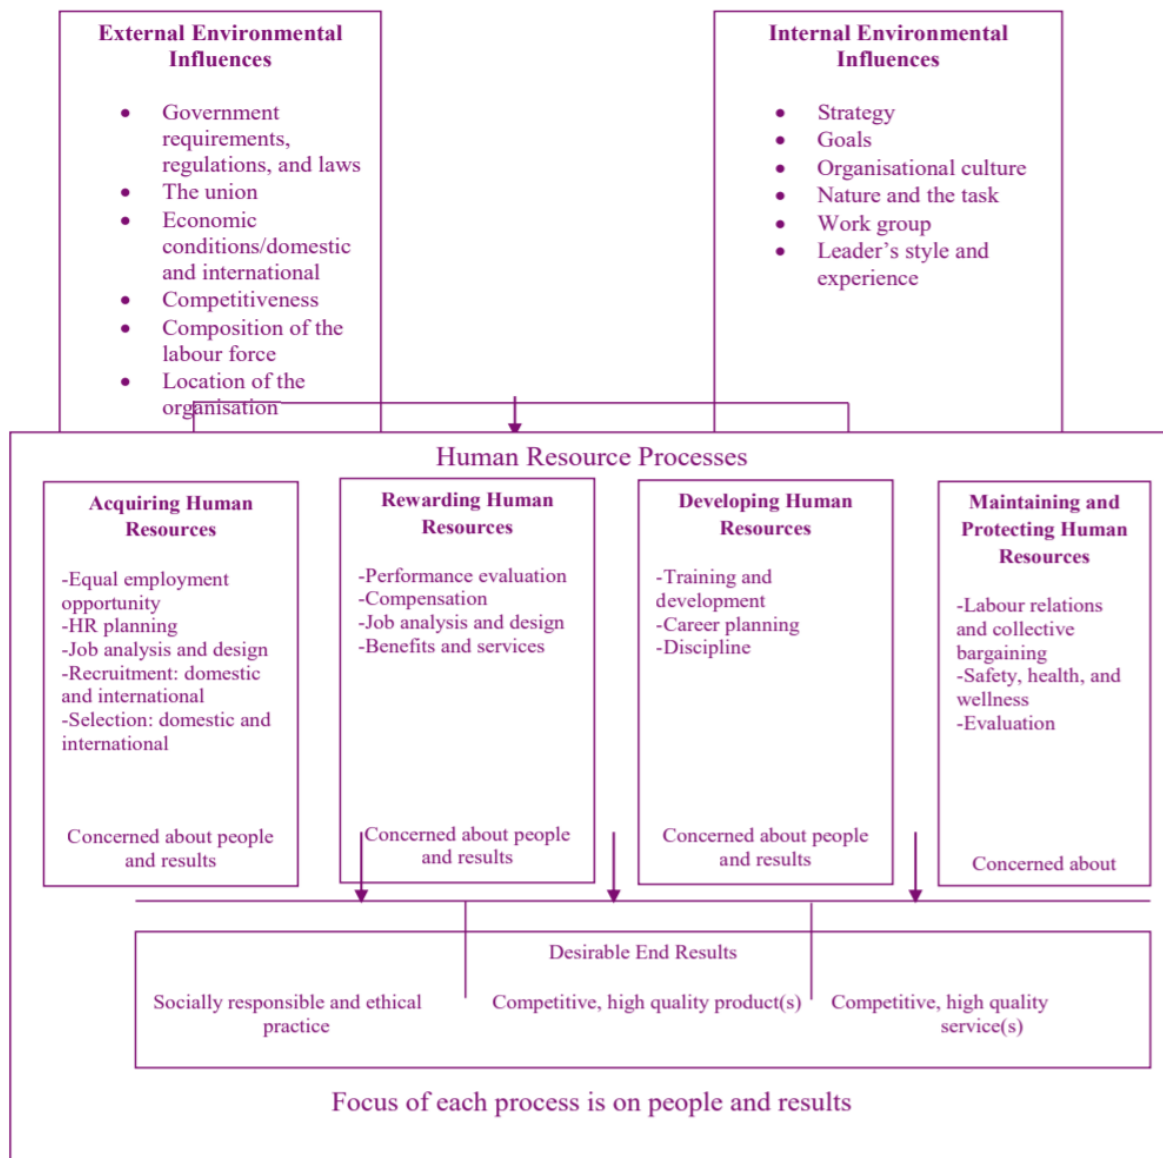 External Environmental
Influences
• Government
requirements,
regulations, and laws
• The union
• Economic
conditions/domestic
and international
• Competitiveness
• Composition of the
labour force
• Location of the
organisation
Internal Environmental
Influences
• Strategy
• Goals
• Organisational culture
• Nature and the task
• Work group
• Leader’s style and
experience
Human Resource Processes
Acquiring Human
Resources
-Equal employment
opportunity
-HR planning
-Job analysis and design
-Recruitment: domestic
and international
-Selection: domestic and
international
Concerned about people
and results
Rewarding Human
Resources
-Performance evaluation
-Compensation
-Job analysis and design
-Benefits and services
Concerned about people
and results
Developing Human
Resources
-Training and
development
-Career planning
-Discipline
Concerned about people
and results
Maintaining and
Protecting Human
Resources
-Labour relations
and collective
bargaining
-Safety, health, and
wellness
-Evaluation
Concerned about
Desirable End Results
Socially responsible and ethical
practice
Competitive, high quality product(s)
Competitive, high quality
service(s)
Focus of each process is on people and results